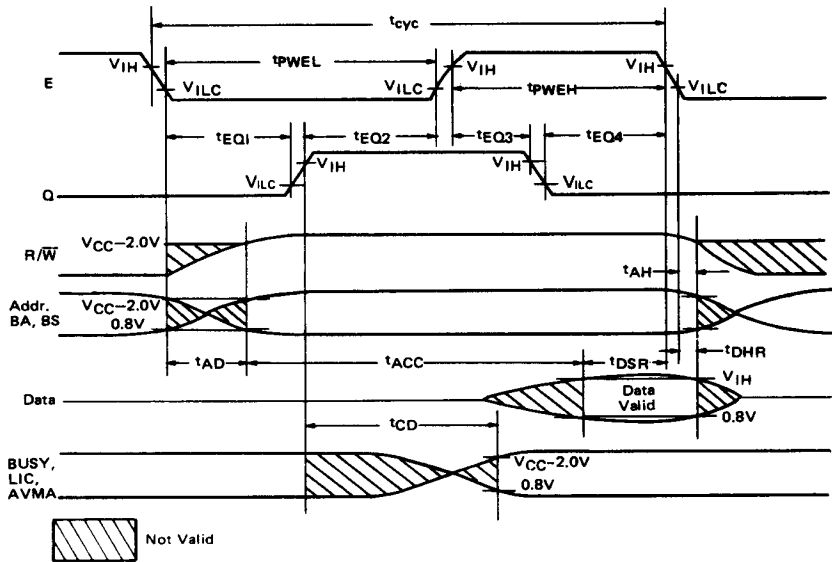 tcyc
VIH
tPWEL
VIH
VIH
E
VILC
VILC
tPWEH
VILC
tEQ1
tEQ2
tEQ3
tEQ4
VIH
VIH
VILC
VILC
Q
VCC–2.0V
R/W̅
tAH
Addr.
BA, BS
VCC–2.0V
0.8V
tAD
tACC
tDSR
tDHR
VIH
Data
Data
Valid
0.8V
tCD
BUSY,
LIC,
AVMA
VCC–2.0V
0.8V
Not Valid